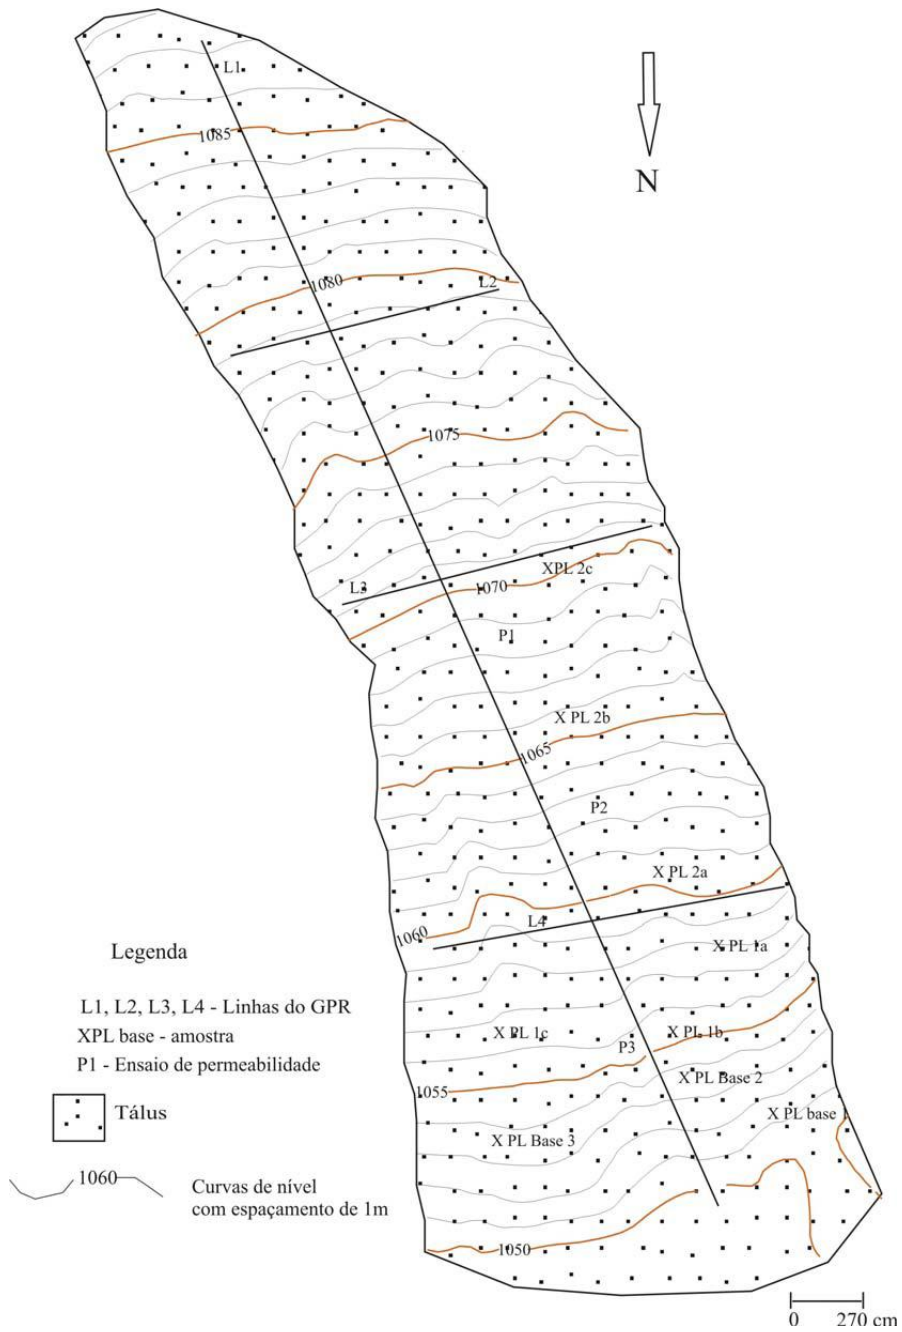 L1
1085
N
1080
L2
1075
XPL 2c
L3
1070
P1
X PL 2b
1065
P2
X PL 2a
L4
1060
X PL 1a
Legenda
L1, L2, L3, L4 - Linhas do GPR
XPL base - amostra
P1 - Ensaio de permeabilidade
X PL 1c
X PL 1b
P3
X PL Base 2
1055
Tálus
X PL base 1
X PL Base 3
1060
Curvas de nível
com espaçamento de 1m
1050
0 270 cm